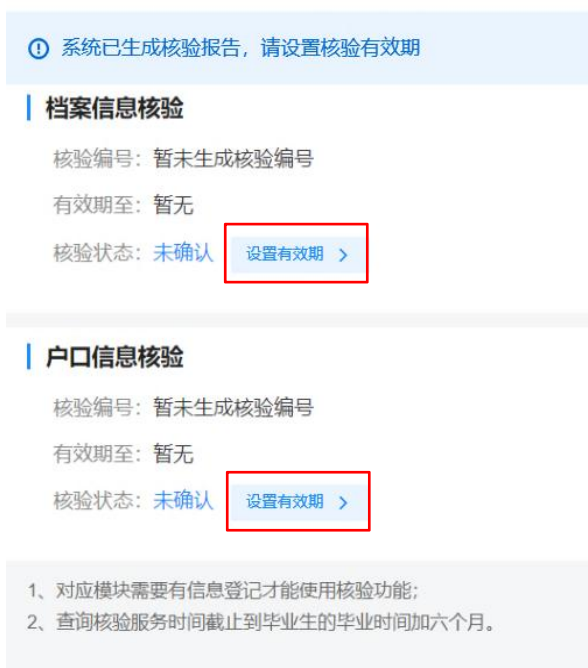 系统已生成核验报告，请设置核验有效期
档案信息核验
核验编号：暂未生成核验编号
有效期至：暂无
核验状态：未确认 设置有效期 >
户口信息核验
核验编号：暂未生成核验编号
有效期至：暂无
核验状态：未确认 设置有效期 >
1、对应模块需要有信息登记才能使用核验功能；
2、查询核验服务时间截止到毕业生的毕业时间加六个月。